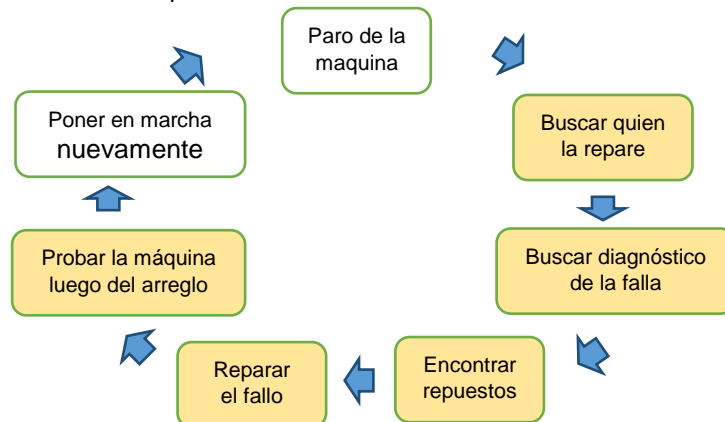 Paro de la
maquina
Buscar quien
la repare
Buscar diagnóstico
de la falla
Encontrar
repuestos
Reparar
el fallo
Probar la máquina
luego del arreglo
Poner en marcha
nuevamente